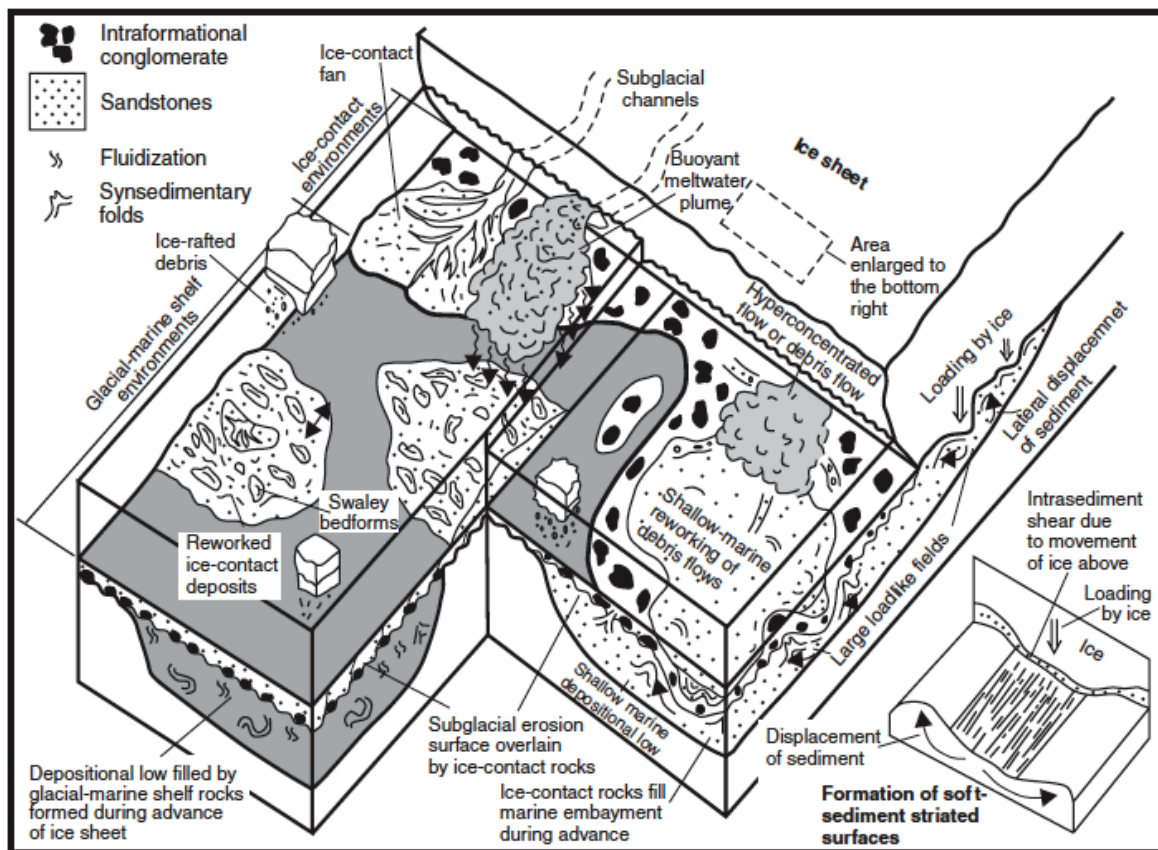 Intraformational
conglomerate
Sandstones
Fluidization
Synsedimentary
folds
Ice-contact
fan
Subglacial
channels
Ice-contact
environments
Buoyant
meltwater
plume
Ice sheet
Area
enlarged to
the bottom
right
Ice-rafted
debris
Glacial-marine shelf
environments
Hyperconcentrated
flow or debris flow
Loading by ice
Lateral displacemnet
of sediment
Swaley
bedforms
Reworked
ice-contact
deposits
Shallow-marine
reworking of
debris flows
Large loadlike fields
Intrasediment
shear due
to movement
of ice above
Loading
by ice
Ice
Shallow marine
depositional low
Subglacial erosion
surface overlain
by ice-contact rocks
Displacement
of sediment
Depositional low filled by
glacial-marine shelf rocks
formed during advance
of ice sheet
Ice-contact rocks fill
marine embayment
during advance
Formation of soft-
sediment striated
surfaces